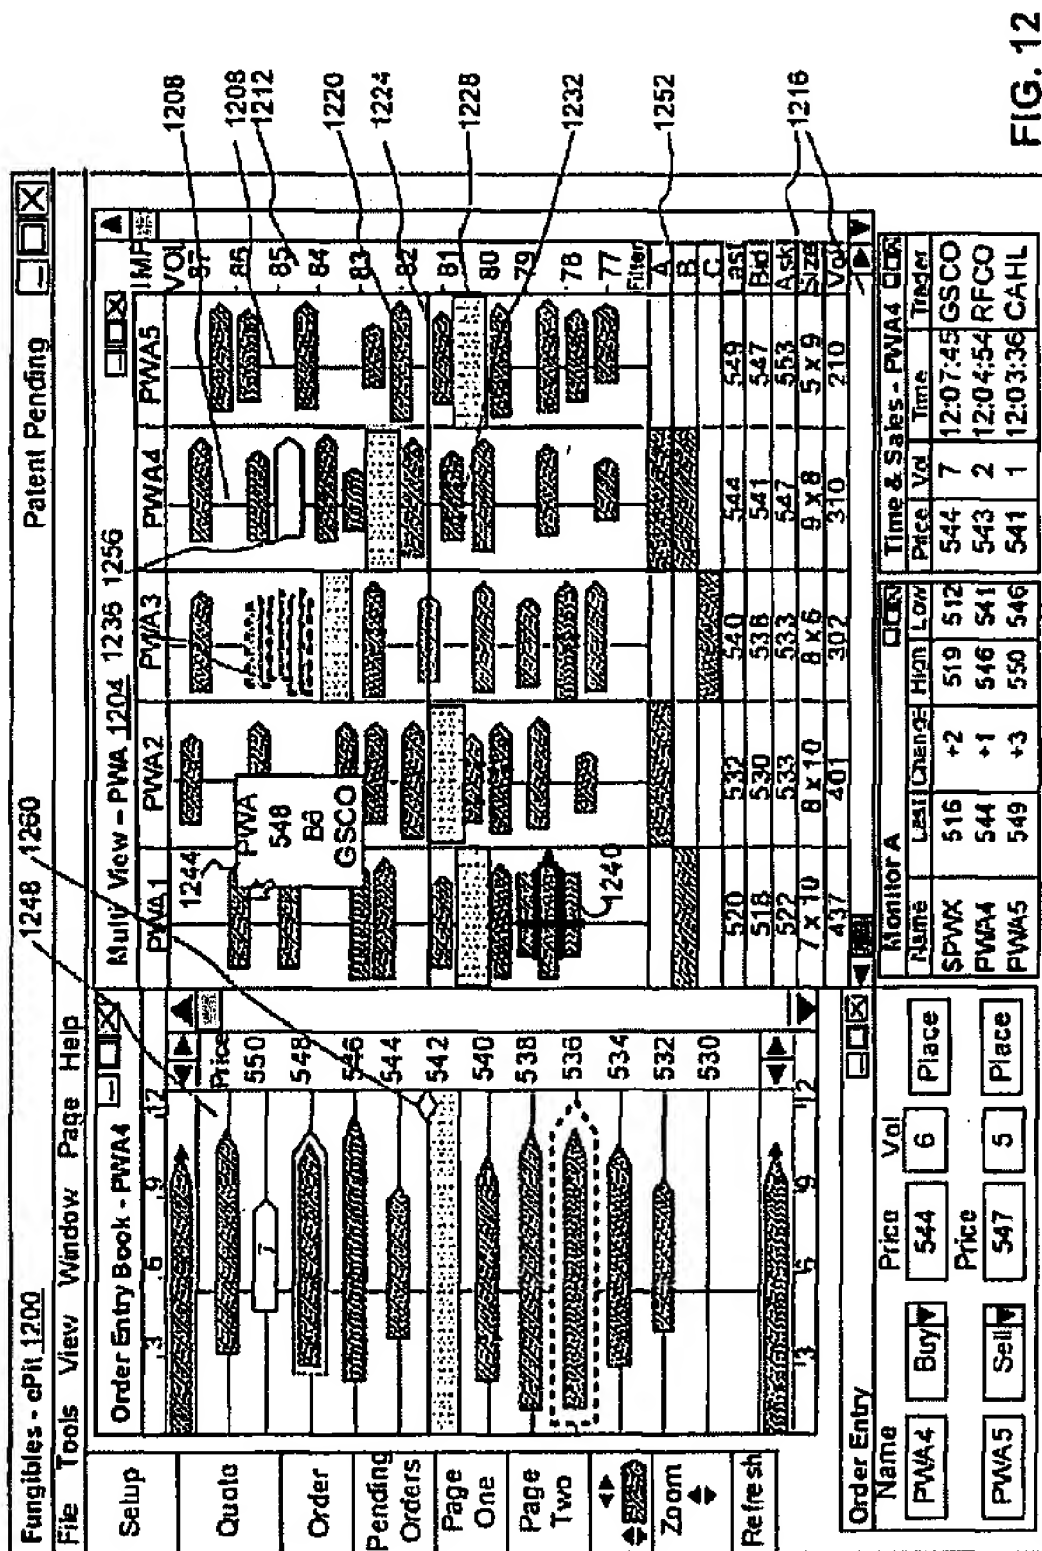 Fungibles - ePit 1200
Patent Pending
File Tools View Window Page Help
Setup
Quote
Order
Pending
Orders
Page
One
Page
Two
Zoom
Refresh
Order Entry Book - PWA4
3 6 9 12
Price
550
548
546
544
542
540
538
536
534
532
530
7
3 6 9 12
Multi View – PWA 1204
PWA1 PWA2 PWA3 PWA4 PWA5
IMP
VOL
87
86
85
84
83
82
81
80
79
78
77
Filter
A
B
C
PWA
548
B6
GSCO
520 532 540 544 549 Last
518 530 538 541 547 Bid
522 533 533 547 553 Ask
7 x 10 8 x 10 8 x 6 9 x 8 5 x 9 Size
437 401 302 310 210 Vol
Order Entry
Name Price Vol
PWA4 Buy 544 6 Place
Price
PWA5 Sell 547 5 Place
Monitor A
Name Last Change High Low
SPWX 516 +2 519 512
PWA4 544 +1 546 541
PWA5 549 +3 550 546
Time & Sales - PWA4
Price Vol Time Trader
544 7 12:07:45 GSCO
543 2 12:04:54 RFCO
541 1 12:03:36 CAHL
1248
1260
1244
1236
1256
1240
1208
1208
1212
1220
1224
1228
1232
1252
1216
FIG. 12